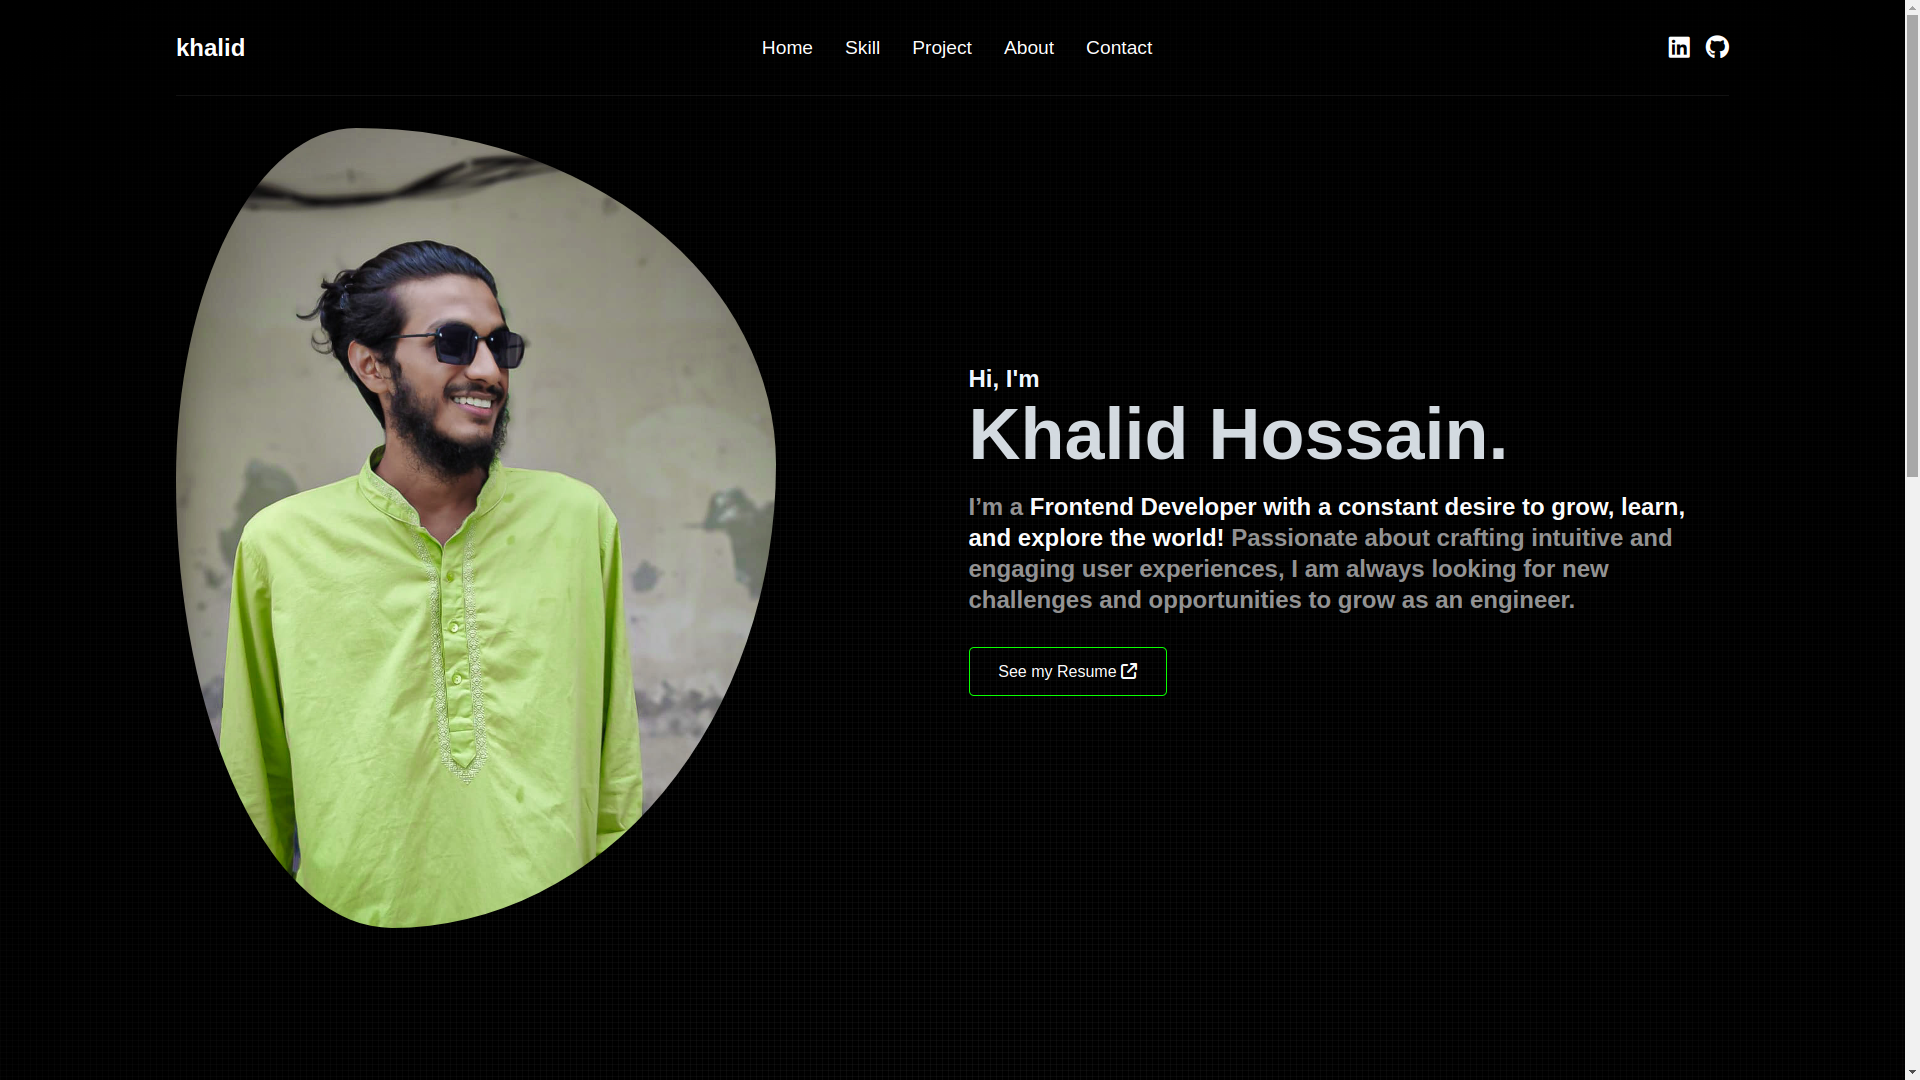 khalid
Home Skill Project About Contact
Hi, I'm
Khalid Hossain.
I’m a Frontend Developer with a constant desire to grow, learn,
and explore the world! Passionate about crafting intuitive and
engaging user experiences, I am always looking for new
challenges and opportunities to grow as an engineer.
See my Resume